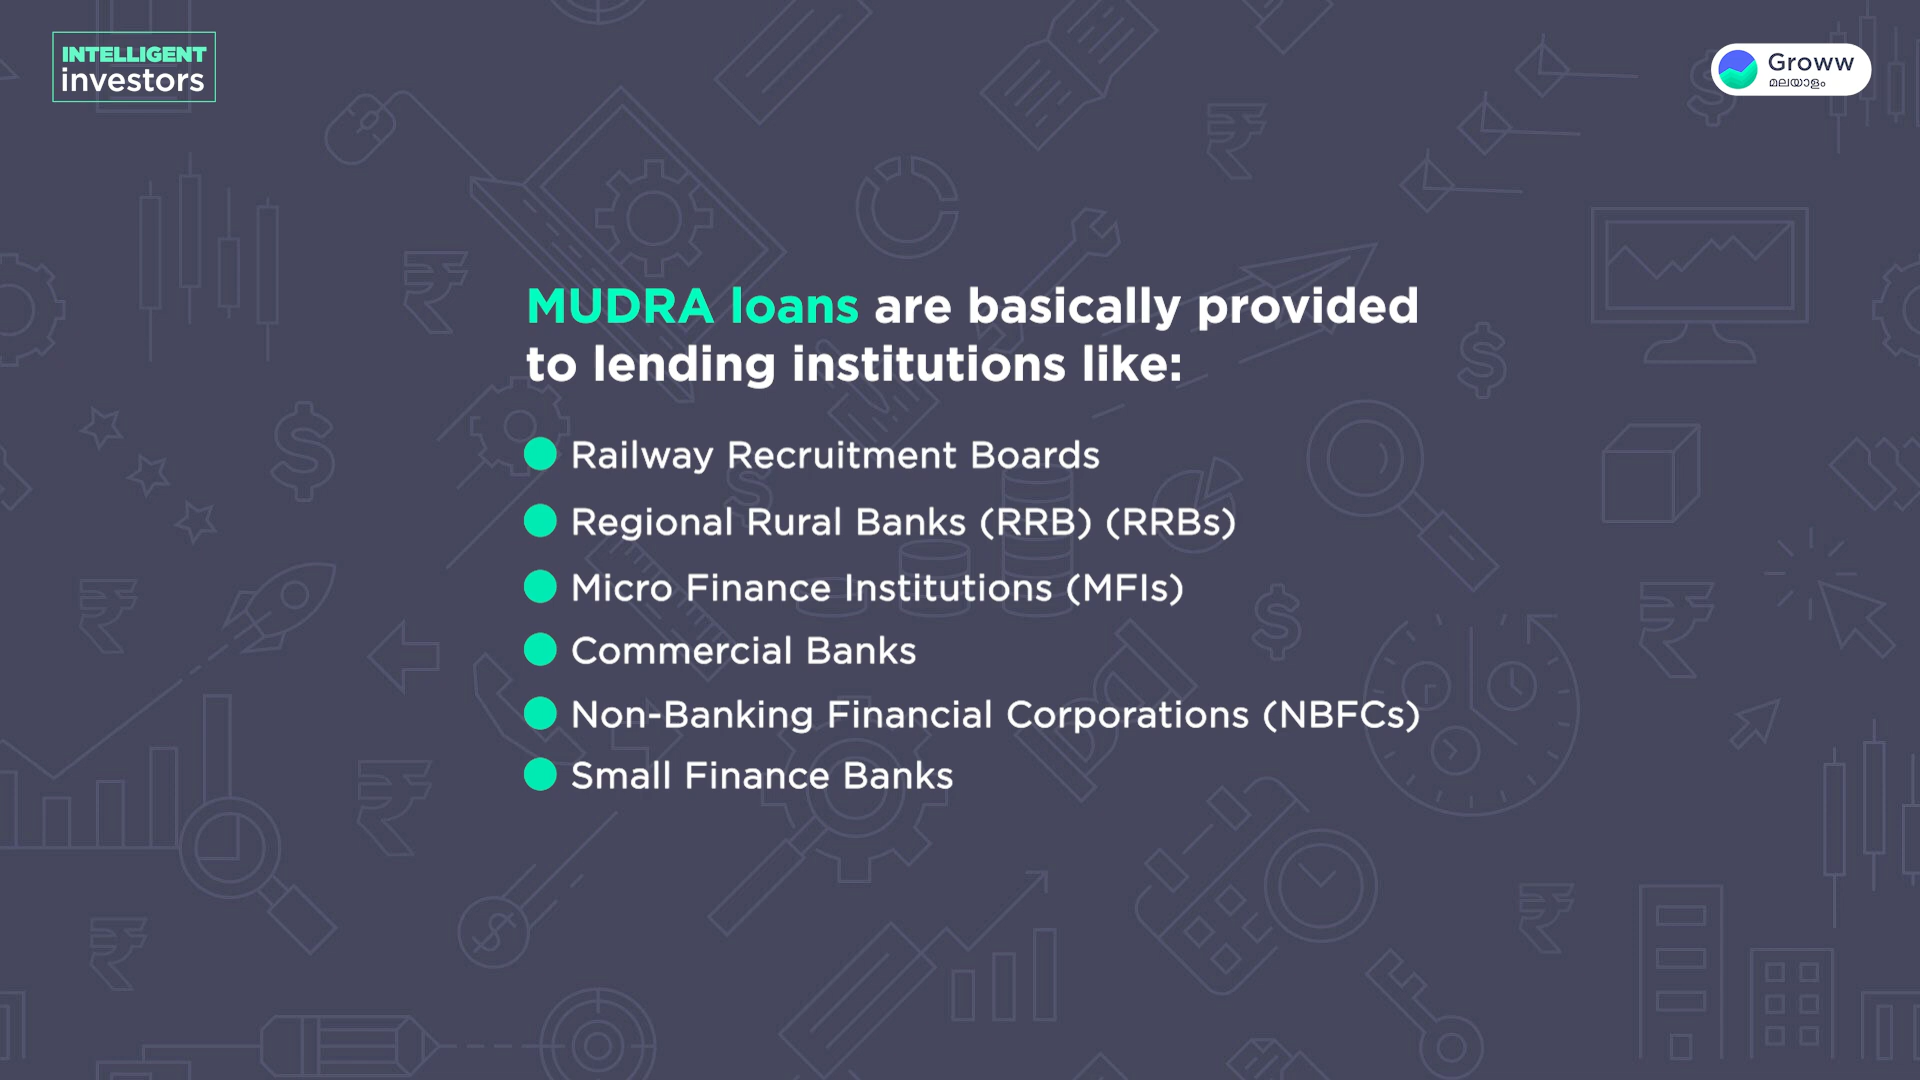 INTELLIGENT
investors
Groww
മലയാളം
MUDRA loans are basically provided
to lending institutions like:
Railway Recruitment Boards
Regional Rural Banks (RRB) (RRBs)
Micro Finance Institutions (MFIs)
Commercial Banks
Non-Banking Financial Corporations (NBFCs)
Small Finance Banks